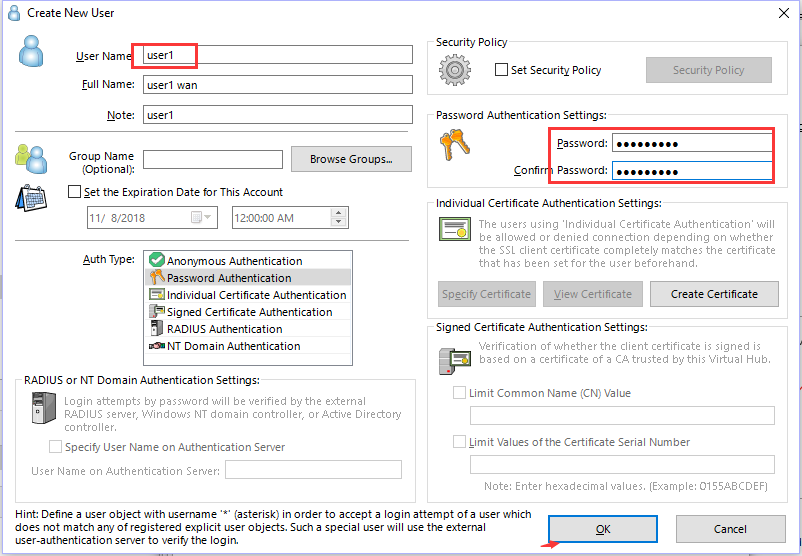 Create New User
User Name:
user1
Full Name:
user1 wan
Note:
user1
Group Name
(Optional):
Browse Groups...
Set the Expiration Date for This Account
11/ 8/2018
12:00:00 AM
Auth Type:
Anonymous Authentication
Password Authentication
Individual Certificate Authentication
Signed Certificate Authentication
RADIUS Authentication
NT Domain Authentication
RADIUS or NT Domain Authentication Settings:
Login attempts by password will be verified by the external
RADIUS server, Windows NT domain controller, or Active Directory
controller.
Specify User Name on Authentication Server
User Name on Authentication Server:
Hint: Define a user object with username '*' (asterisk) in order to accept a login attempt of a user which
does not match any of registered explicit user objects. Such a special user will use the external
user-authentication server to verify the login.
Security Policy
Set Security Policy
Security Policy
Password Authentication Settings:
Password:
●●●●●●●●●
Confirm Password:
●●●●●●●●●
Individual Certificate Authentication Settings:
The users using 'Individual Certificate Authentication' will
be allowed or denied connection depending on whether
the SSL client certificate completely matches the certificate
that has been set for the user beforehand.
Specify Certificate
View Certificate
Create Certificate
Signed Certificate Authentication Settings:
Verification of whether the client certificate is signed is
based on a certificate of a CA trusted by this Virtual Hub.
Limit Common Name (CN) Value
Limit Values of the Certificate Serial Number
Note: Enter hexadecimal values. (Example: 0155ABCDEF)
OK
Cancel